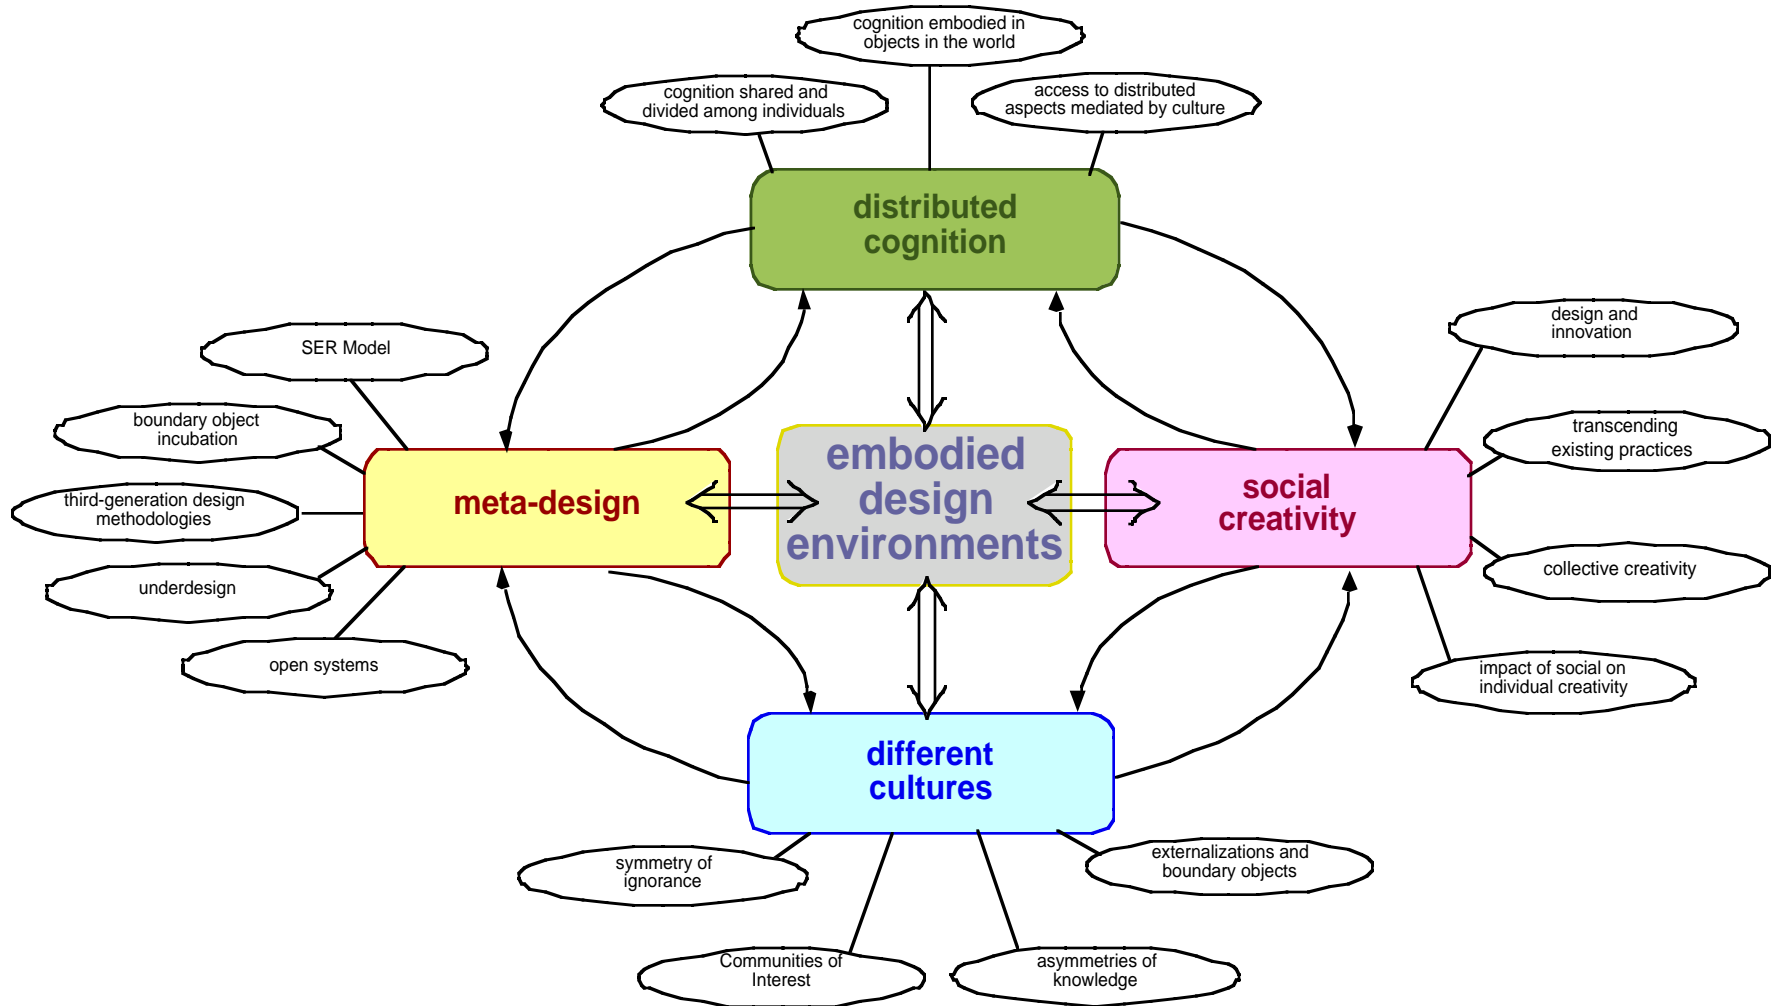 cognition embodied in
objects in the world
cognition shared and
divided among individuals
access to distributed
aspects mediated by culture
distributed
cognition
SER Model
boundary object
incubation
third-generation design
methodologies
underdesign
open systems
meta-design
embodied
design
environments
social
creativity
design and
innovation
transcending
existing practices
collective creativity
impact of social on
individual creativity
different
cultures
symmetry of
ignorance
Communities of
Interest
asymmetries of
knowledge
externalizations and
boundary objects